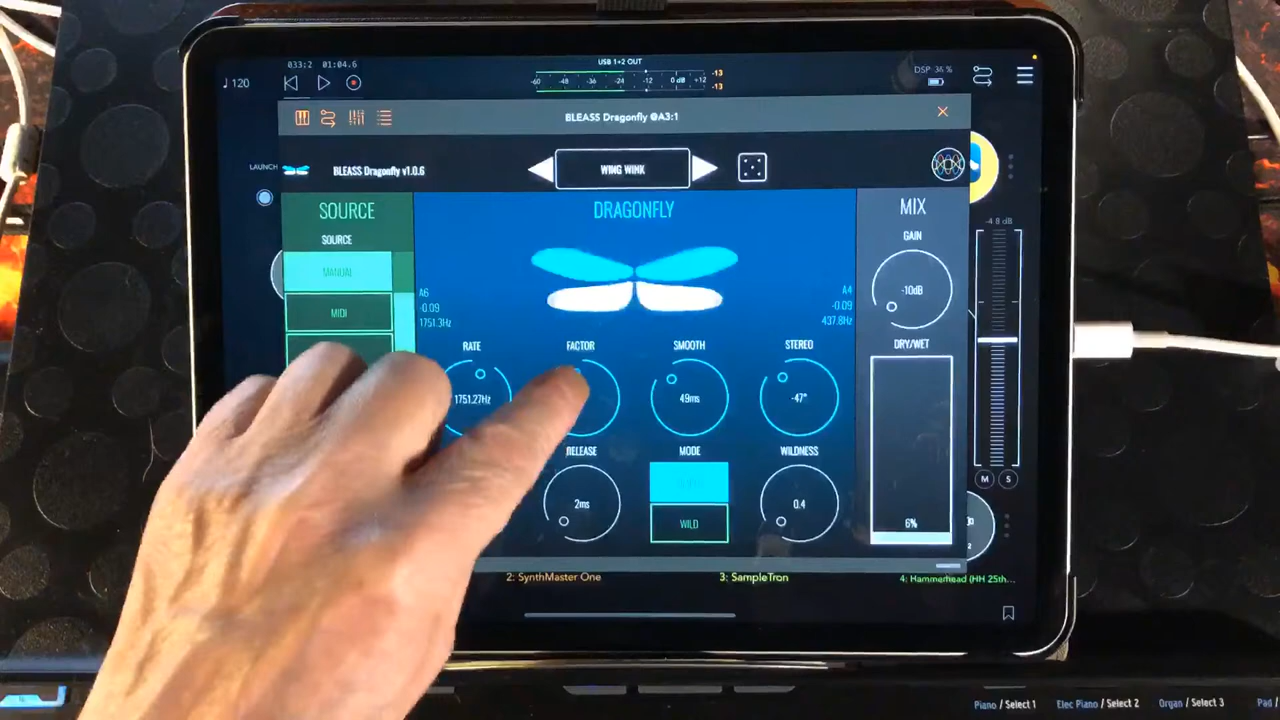 033:2 01:04.6
USB 1+2 OUT
120
-60 -48 -36 -24 -12 0 dB +12
-13
-13
DSP 36 %
BLEASS Dragonfly @A3:1
LAUNCH
BLEASS Dragonfly v1.0.6
WING WINK
SOURCE
DRAGONFLY
MIX
SOURCE
GAIN
-4.8 dB
MANUAL
-10dB
MIDI
A6
-0.09
1751.3Hz
A4
-0.09
437.8Hz
RATE
FACTOR
SMOOTH
STEREO
DRY/WET
1751.27Hz
49ms
-47°
RELEASE
MODE
WILDNESS
M S
2ms
0.4
WILD
6%
2: SynthMaster One
3: SampleTron
4: Hammerhead (HH 25th...
Piano / Select 1
Elec Piano / Select 2
Organ / Select 3
Pad /